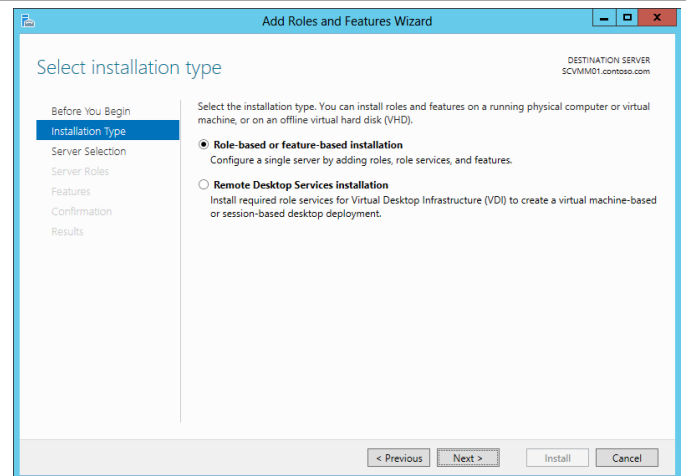 Add Roles and Features Wizard
Select installation type
DESTINATION SERVER
SCVMM01.contoso.com
Before You Begin
Installation Type
Server Selection
Server Roles
Features
Confirmation
Results
Select the installation type. You can install roles and features on a running physical computer or virtual
machine, or on an offline virtual hard disk (VHD).
Role-based or feature-based installation
Configure a single server by adding roles, role services, and features.
Remote Desktop Services installation
Install required role services for Virtual Desktop Infrastructure (VDI) to create a virtual machine-based
or session-based desktop deployment.
< Previous Next > Install Cancel